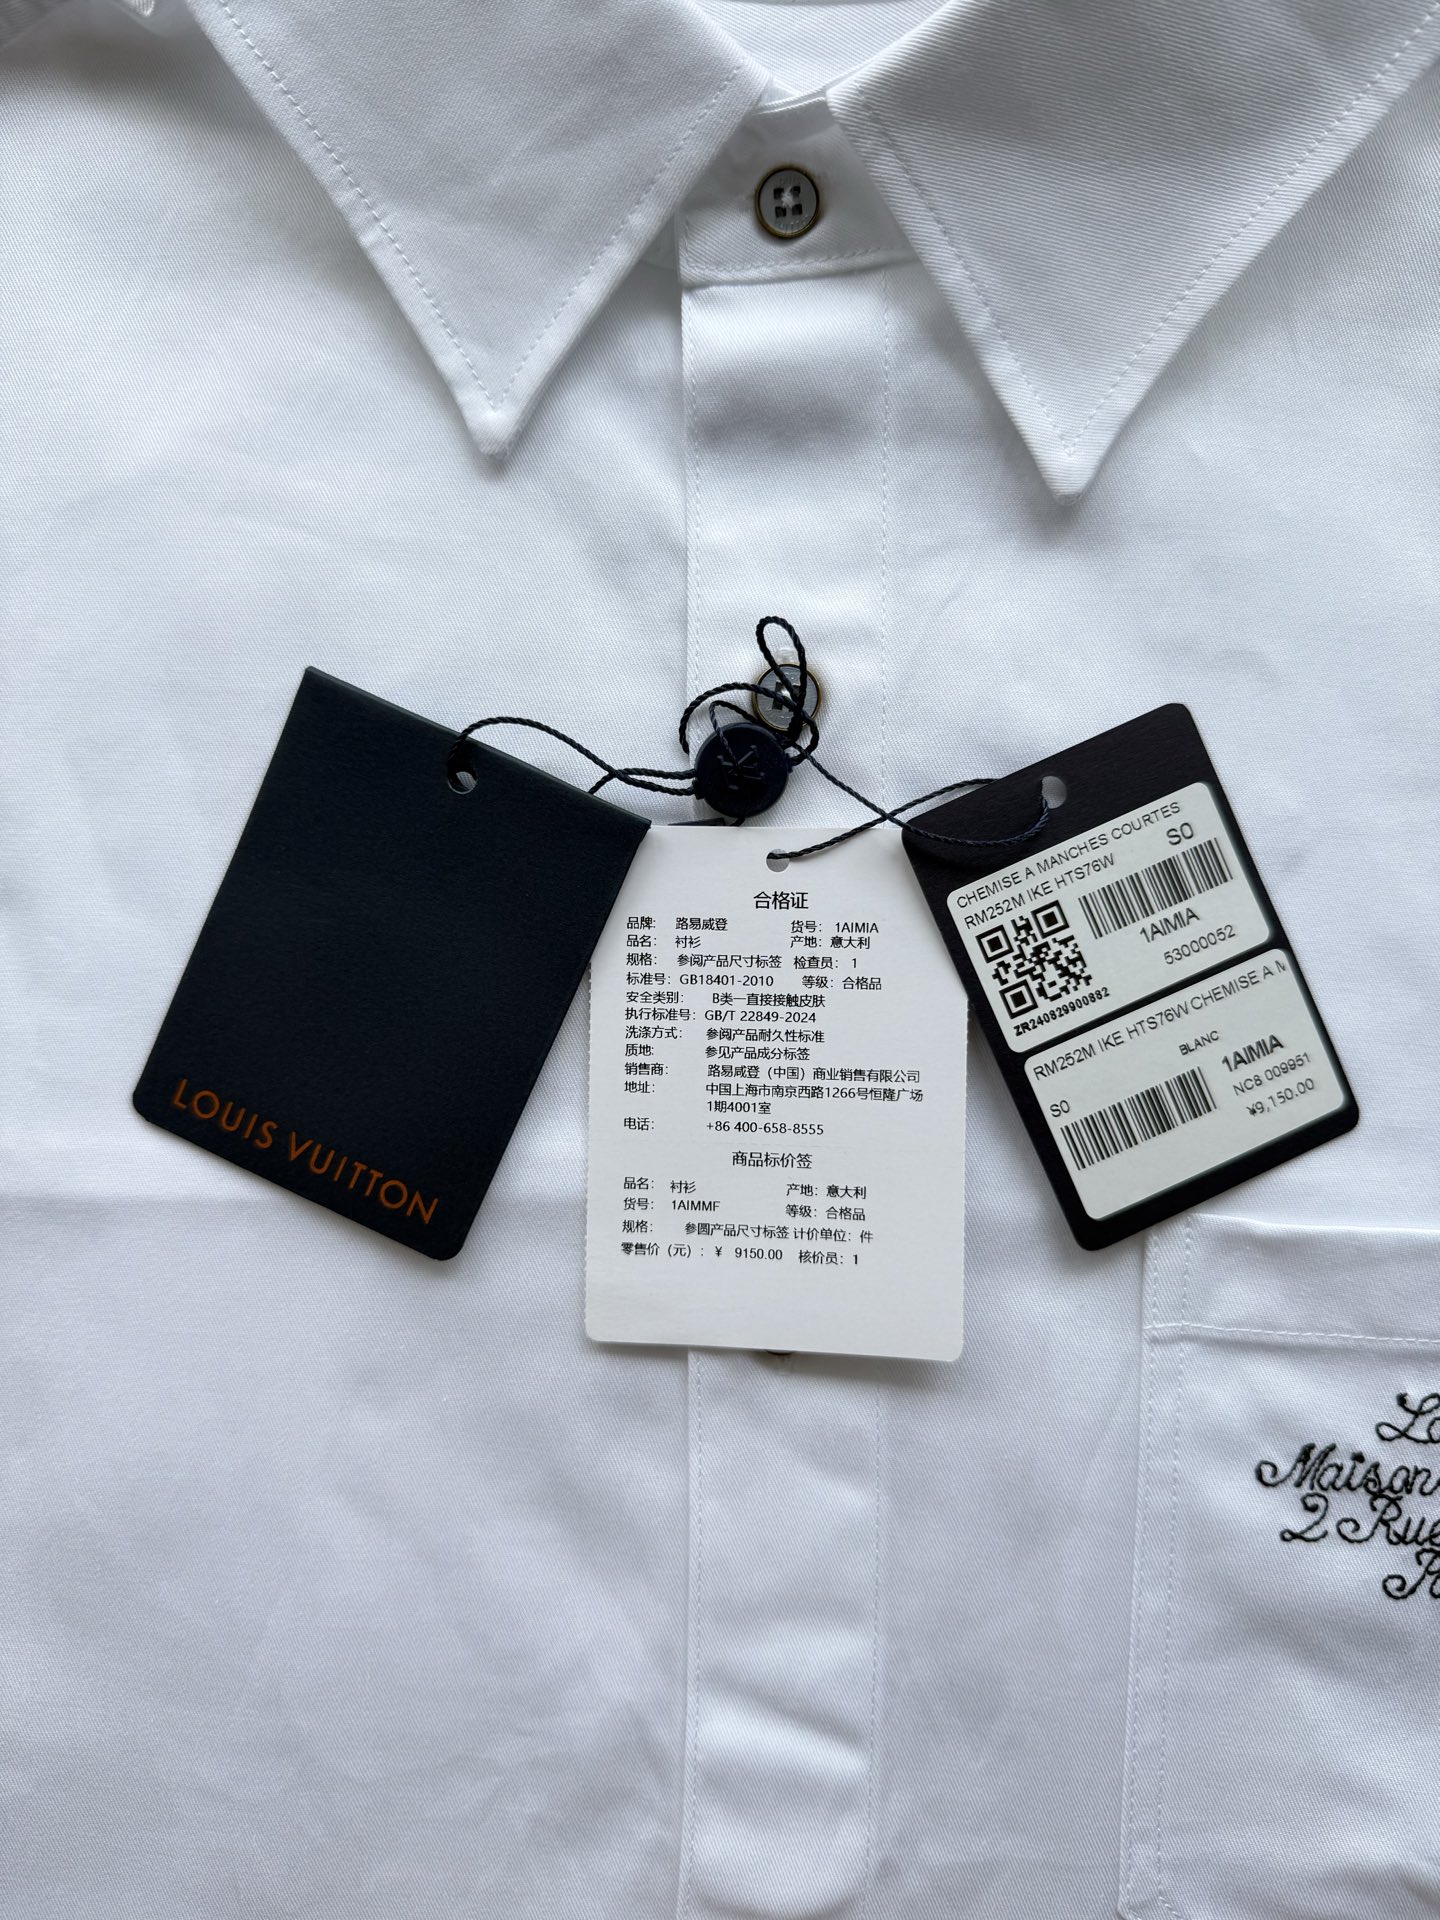 LOUIS VUITTON
合格证
品牌: 路易威登 货号: 1AIMIA
品名: 衬衫 产地: 意大利
规格: 参阅产品尺寸标签 检查员: 1
标准号: GB18401-2010 等级: 合格品
安全类别: B类一直接接触皮肤
执行标准号: GB/T 22849-2024
洗涤方式: 参阅产品耐久性标准
质地: 参见产品成分标签
销售商: 路易威登（中国）商业销售有限公司
地址: 中国上海市南京西路1266号恒隆广场
1期4001室
电话: +86 400-658-8555
商品标价签
品名: 衬衫 产地: 意大利
货号: 1AIMMF 等级: 合格品
规格: 参圆产品尺寸标签 计价单位: 件
零售价（元）: ¥ 9150.00 核价员: 1
CHEMISE A MANCHES COURTES
RM252M IKE HTS76W S0
1AIMIA
53000052
ZR240829900882
RM252M IKE HTS76W CHEMISE A M
BLANC
S0 1AIMIA
NC8 009951
¥9,150.00
Maison
2 Rue